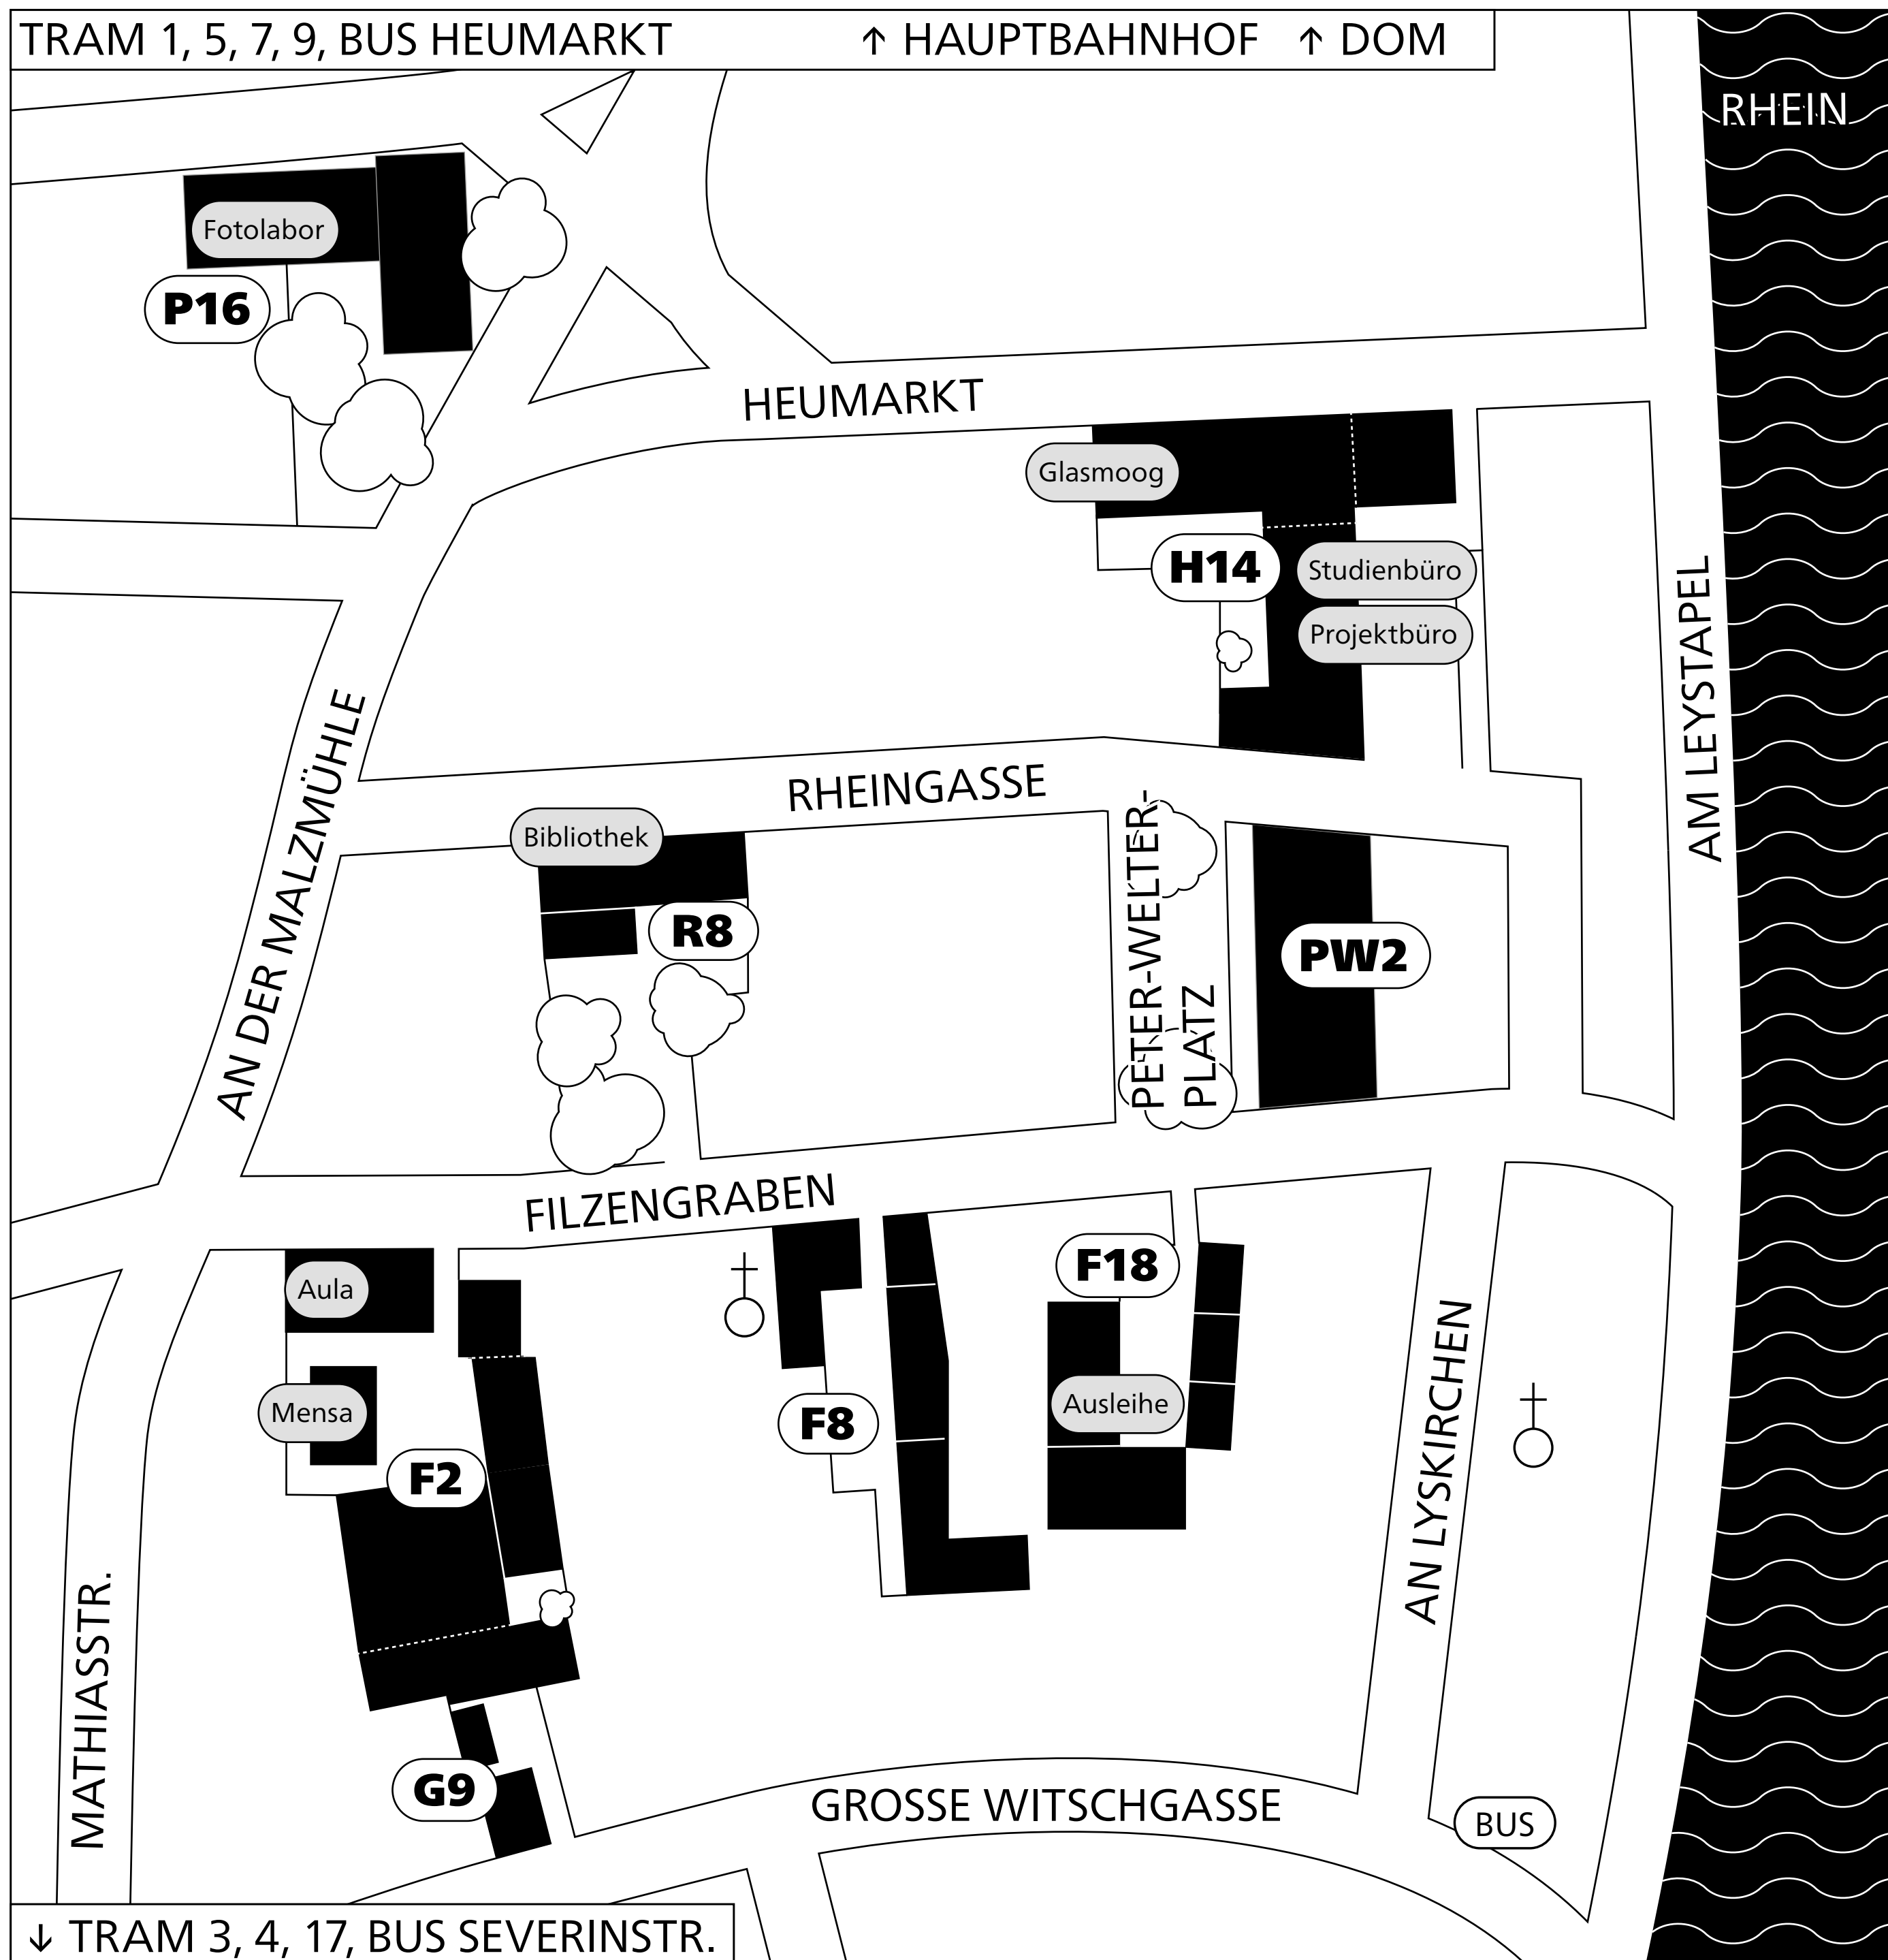 TRAM 1, 5, 7, 9, BUS HEUMARKT ↑ HAUPTBAHNHOF ↑ DOM
RHEIN
Fotolabor
P16
HEUMARKT
Glasmoog
H14
Studienbüro
Projektbüro
AM LEYSTAPEL
AN DER MALZMÜHLE
RHEINGASSE
Bibliothek
R8
PETER-WELTER-
PLATZ
PW2
FILZENGRABEN
Aula
F18
Mensa
F8
Ausleihe
F2
AN LYSKIRCHEN
MATHIASSTR.
G9
GROSSE WITSCHGASSE
BUS
↓ TRAM 3, 4, 17, BUS SEVERINSTR.